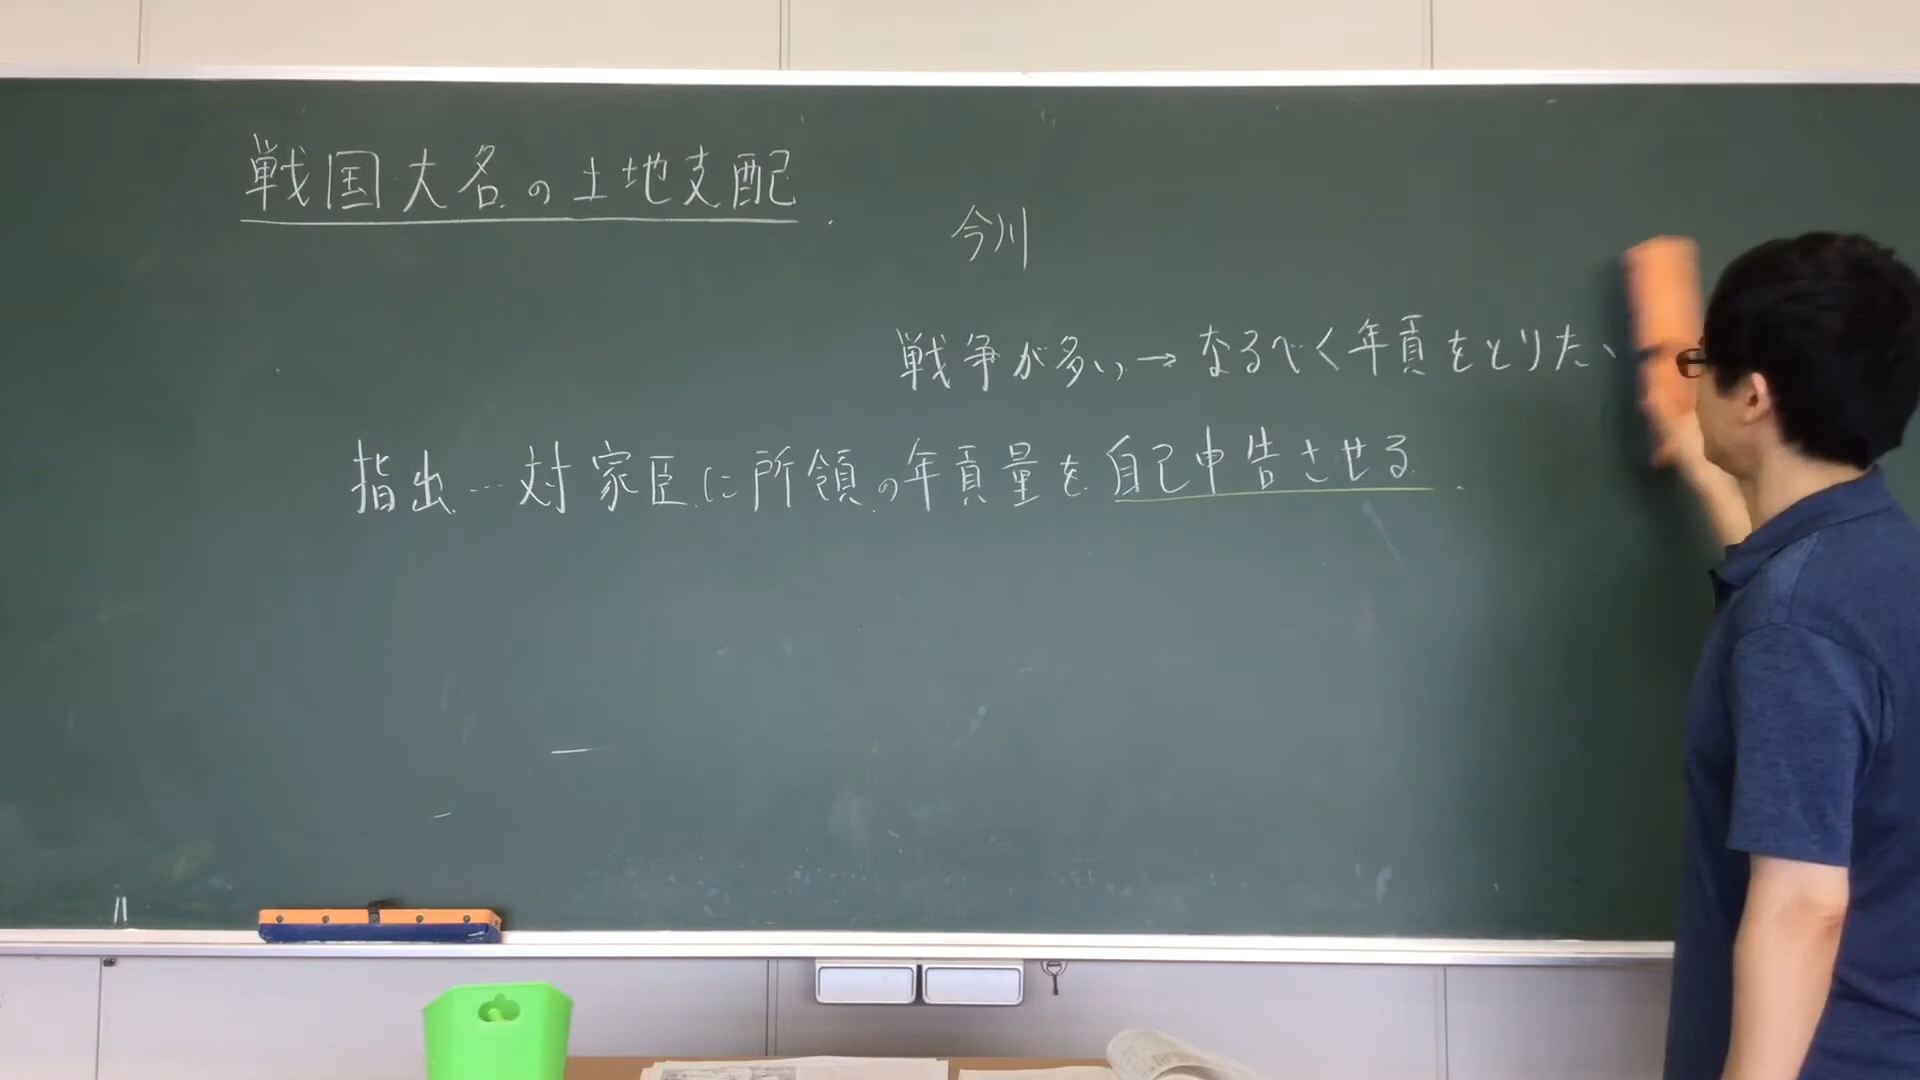 戦国大名の土地支配
今川
戦争が多い→なるべく年貢をとりた
指出…対家臣に所領の年貢量を自己申告させる